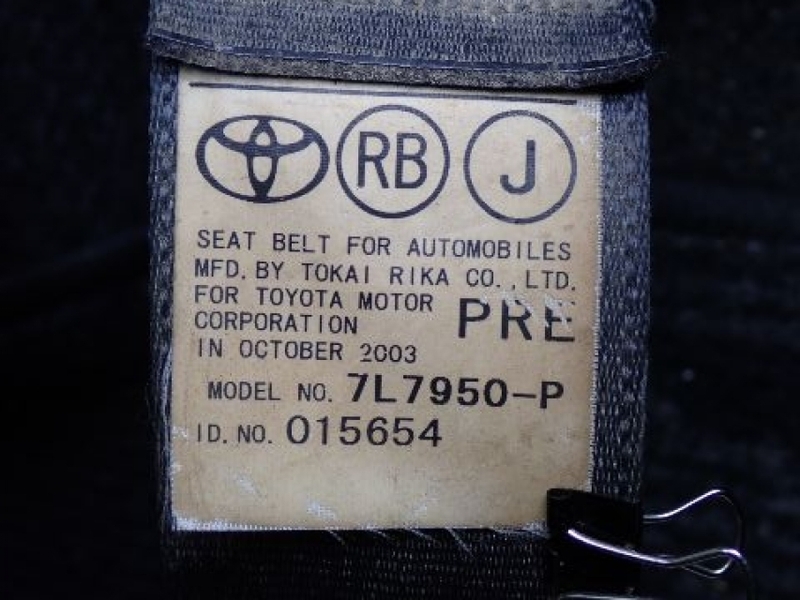 RB J
SEAT BELT FOR AUTOMOBILES
MFD. BY TOKAI RIKA CO., LTD.
FOR TOYOTA MOTOR
CORPORATION PRE
IN OCTOBER 2003
MODEL NO. 7L7950-P
ID. NO. 015654